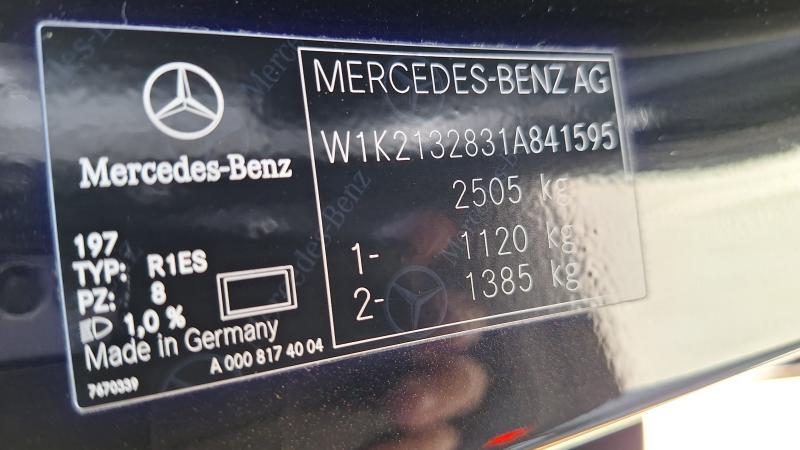 Mercedes-Benz
197
TYP: R1ES
PZ: 8
1,0 %
Made in Germany
A 000 817 40 04
7470339
MERCEDES-BENZ AG
W1K2132831A841595
2505 kg
1- 1120 kg
2- 1385 kg